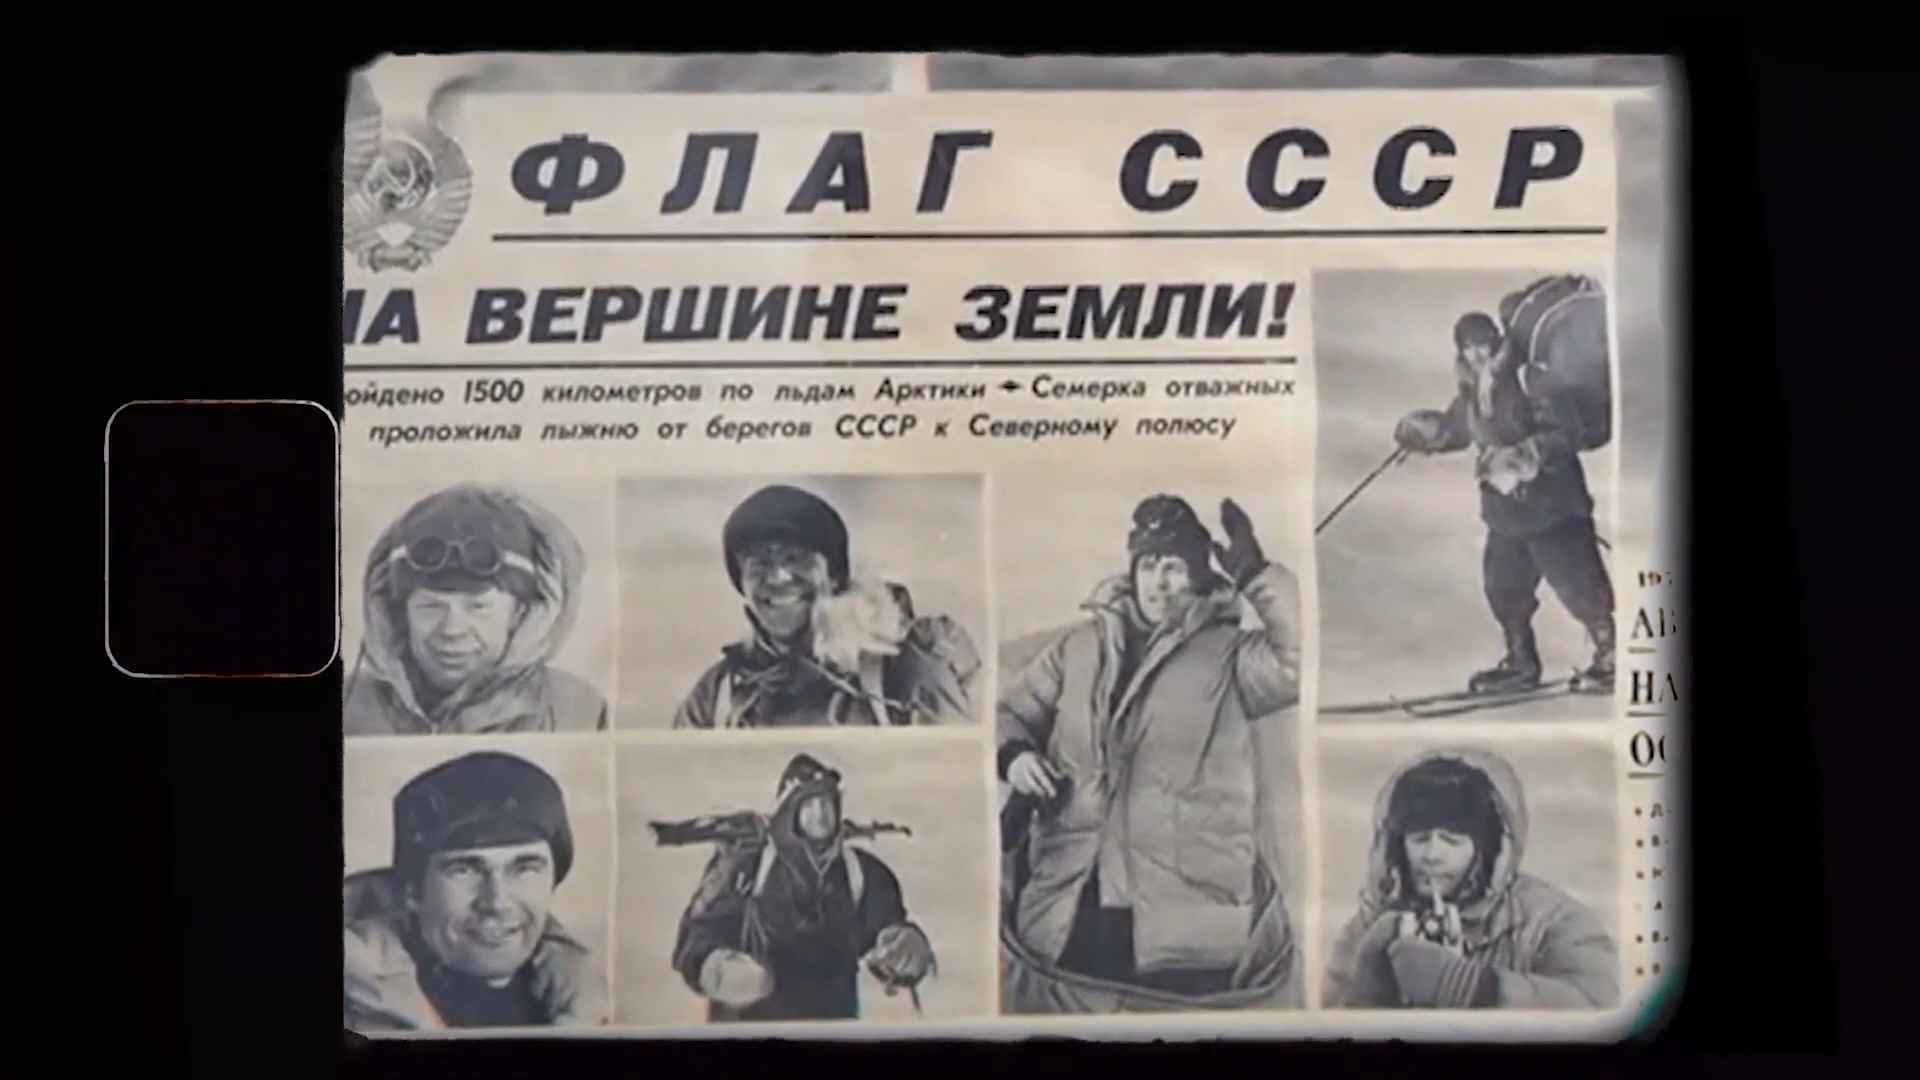 ФЛАГ СССР
НА ВЕРШИНЕ ЗЕМЛИ!
ойдено 1500 километров по льдам Арктики Семерка отважных
проложила лыжню от берегов СССР к Северному полюсу